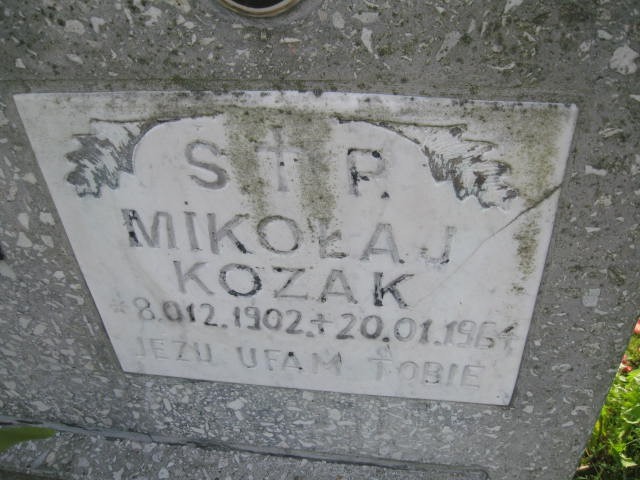 S † P.
MIKOŁAJ
KOZAK
* 8.012.1902.+20.01.1964
JEZU UFAM TOBIE